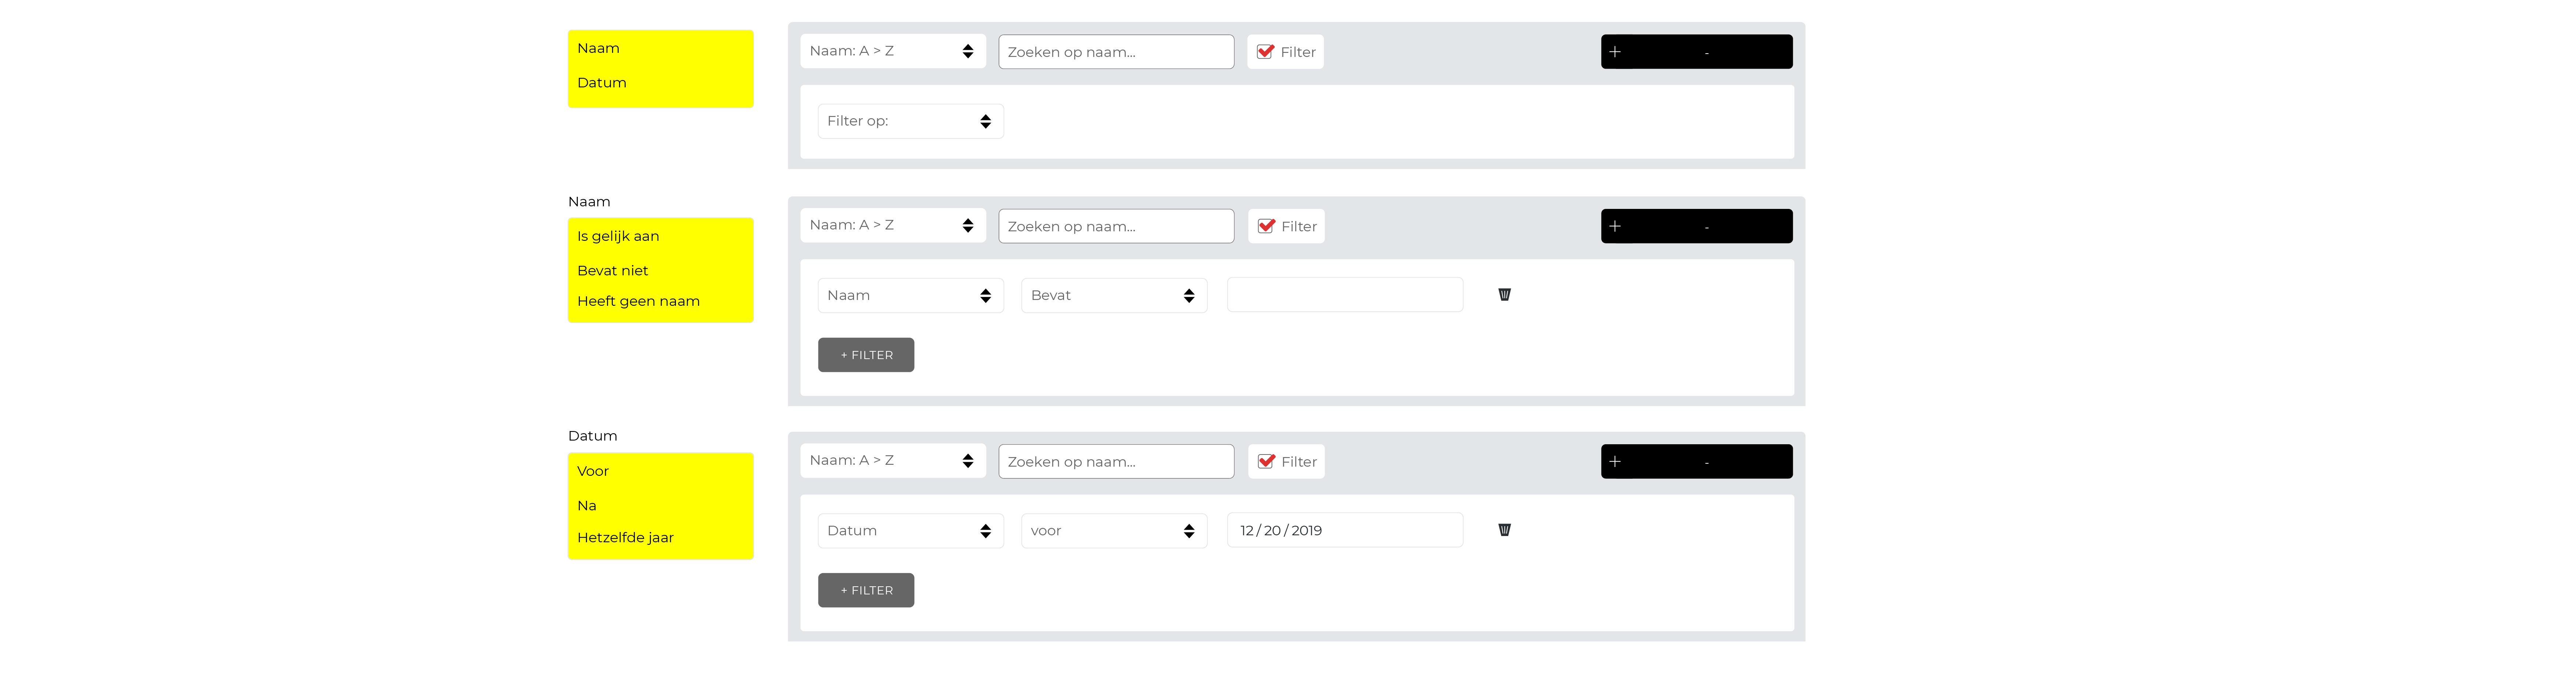 Naam
Datum
Naam: A > Z Zoeken op naam... Filter + -
Filter op:
Naam
Is gelijk aan
Bevat niet
Heeft geen naam
Naam: A > Z Zoeken op naam... Filter + -
Naam Bevat
+ FILTER
Datum
Voor
Na
Hetzelfde jaar
Naam: A > Z Zoeken op naam... Filter + -
Datum voor 12 / 20 / 2019
+ FILTER